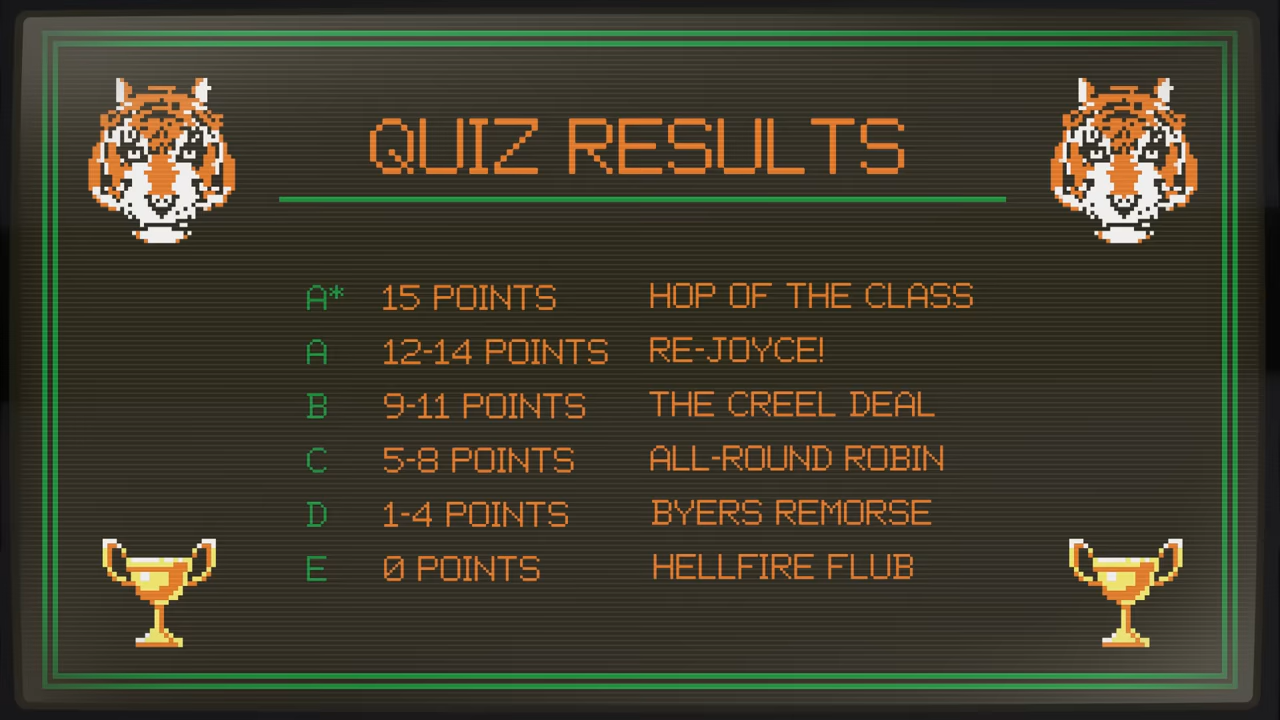 QUIZ RESULTS
A* 15 POINTS HOP OF THE CLASS
A 12-14 POINTS RE-JOYCE!
B 9-11 POINTS THE CREEL DEAL
C 5-8 POINTS ALL-ROUND ROBIN
D 1-4 POINTS BYERS REMORSE
E 0 POINTS HELLFIRE FLUB